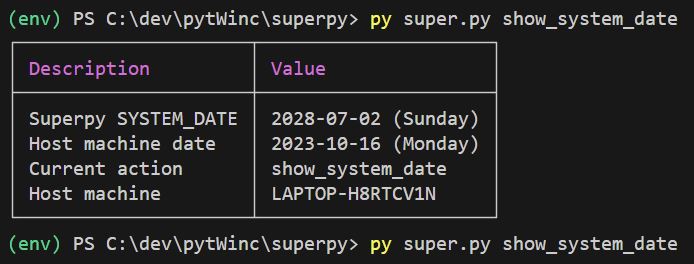 (env) PS C:\dev\pytWinc\superpy> py super.py show_system_date
Description Value
Superpy SYSTEM_DATE 2028-07-02 (Sunday)
Host machine date 2023-10-16 (Monday)
Current action show_system_date
Host machine LAPTOP-H8RTCV1N
(env) PS C:\dev\pytWinc\superpy> py super.py show_system_date